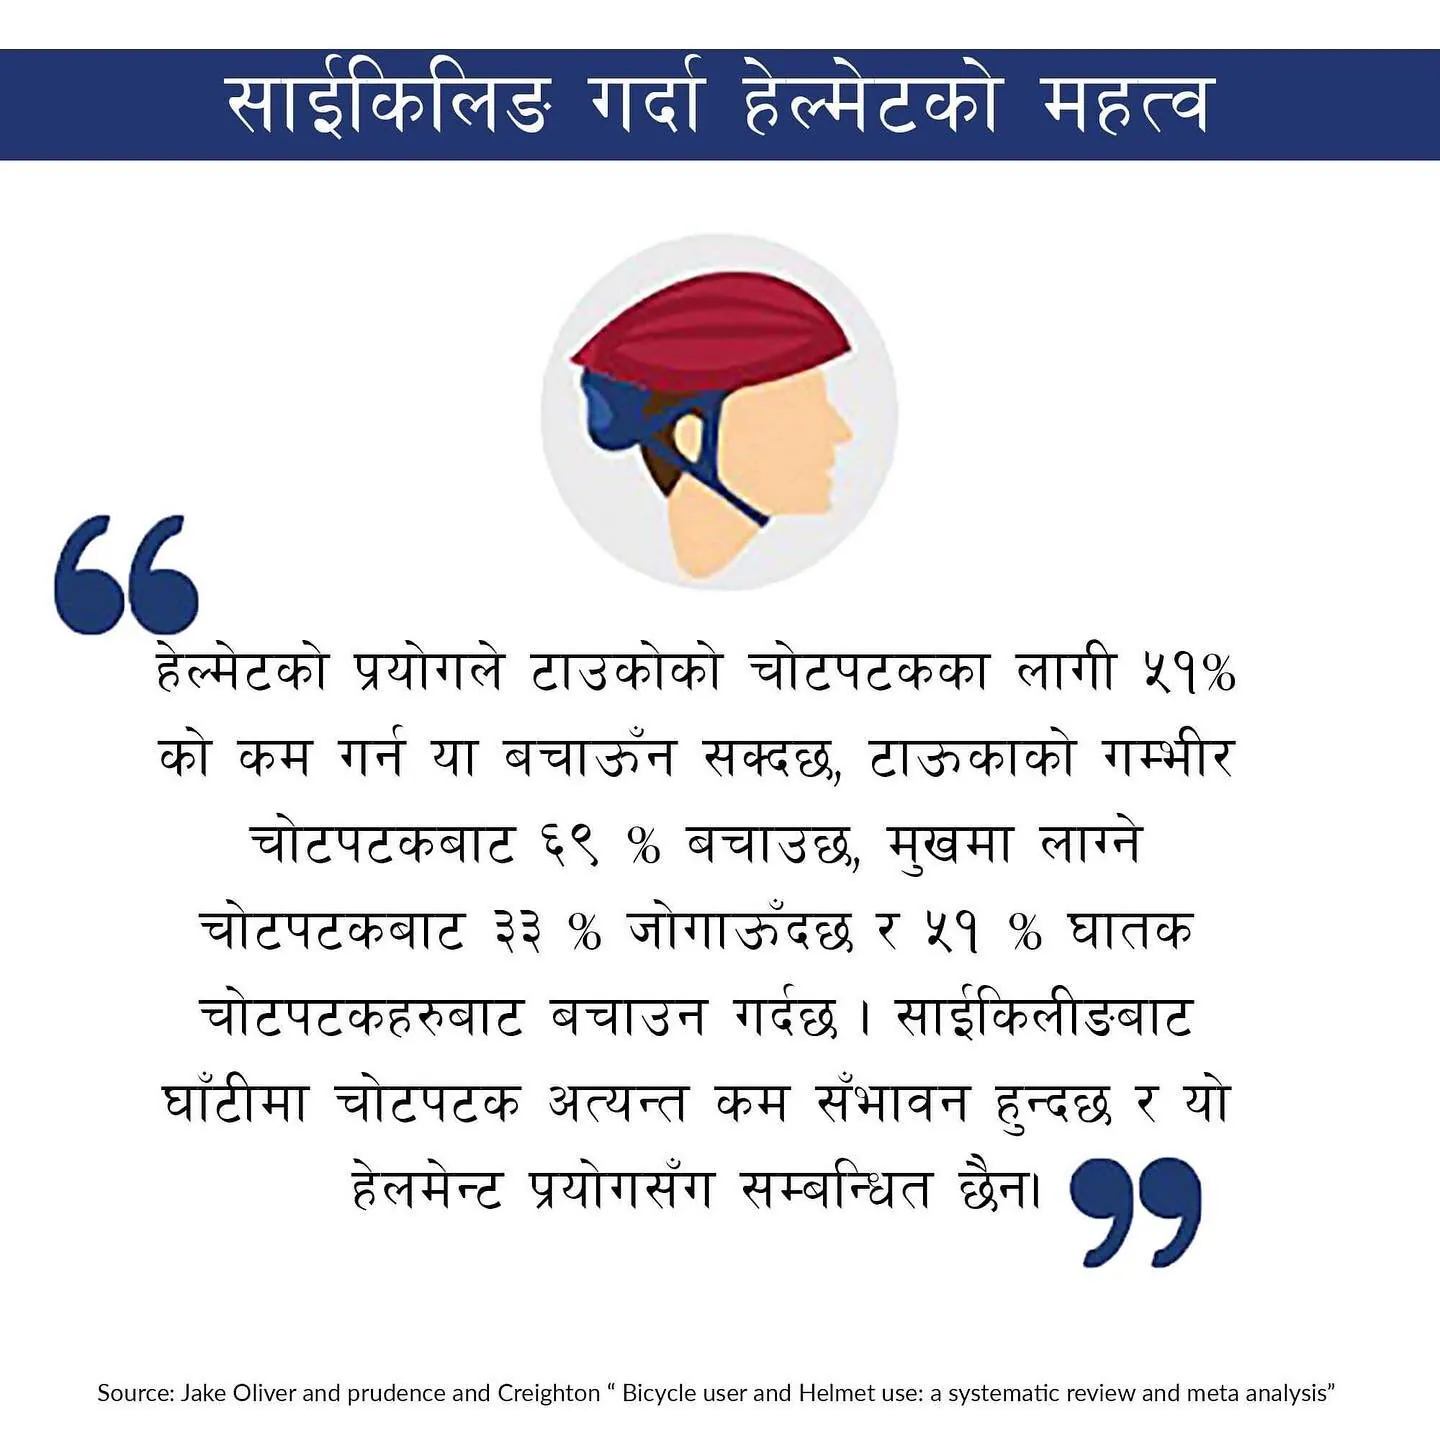 साईकिलिङ गर्दा हेल्मेटको महत्व
हेल्मेटको प्रयोगले टाउकोको चोटपटकका लागी ५१%
को कम गर्न या बचाऊँन सक्दछ, टाऊकाको गम्भीर
चोटपटकबाट ६९ % बचाउछ, मुखमा लाग्ने
चोटपटकबाट ३३ % जोगाऊँदछ र ५१ % घातक
चोटपटकहरुबाट बचाउन गर्दछ । साईकिलीङबाट
घाँटीमा चोटपटक अत्यन्त कम सँभावन हुन्दछ र यो
हेलमेन्ट प्रयोगसँग सम्बन्धित छैन।
Source: Jake Oliver and prudence and Creighton “ Bicycle user and Helmet use: a systematic review and meta analysis”